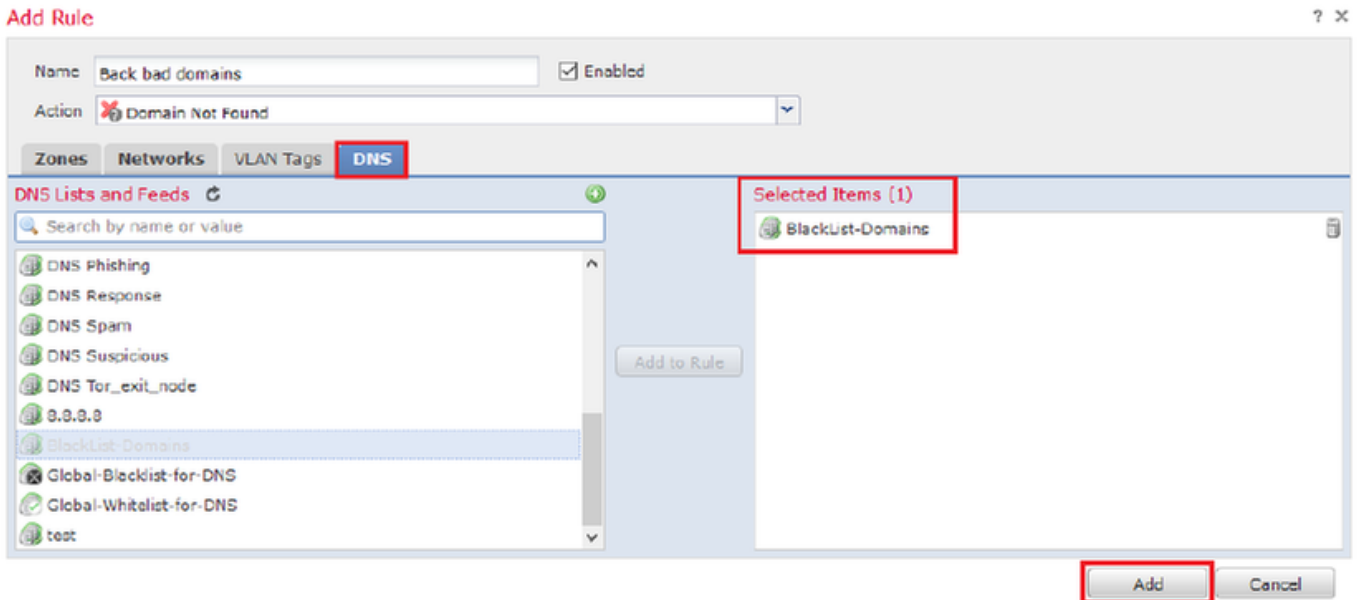 Add Rule ? X
Name Back bad domains Enabled
Action Domain Not Found
Zones Networks VLAN Tags DNS
DNS Lists and Feeds
Search by name or value
DNS Phishing
DNS Response
DNS Spam
DNS Suspicious
DNS Tor_exit_node
8.8.8.8
BlackList-Domains
Global-Blacklist-for-DNS
Global-Whitelist-for-DNS
test
Add to Rule
Selected Items (1)
BlackList-Domains
Add Cancel